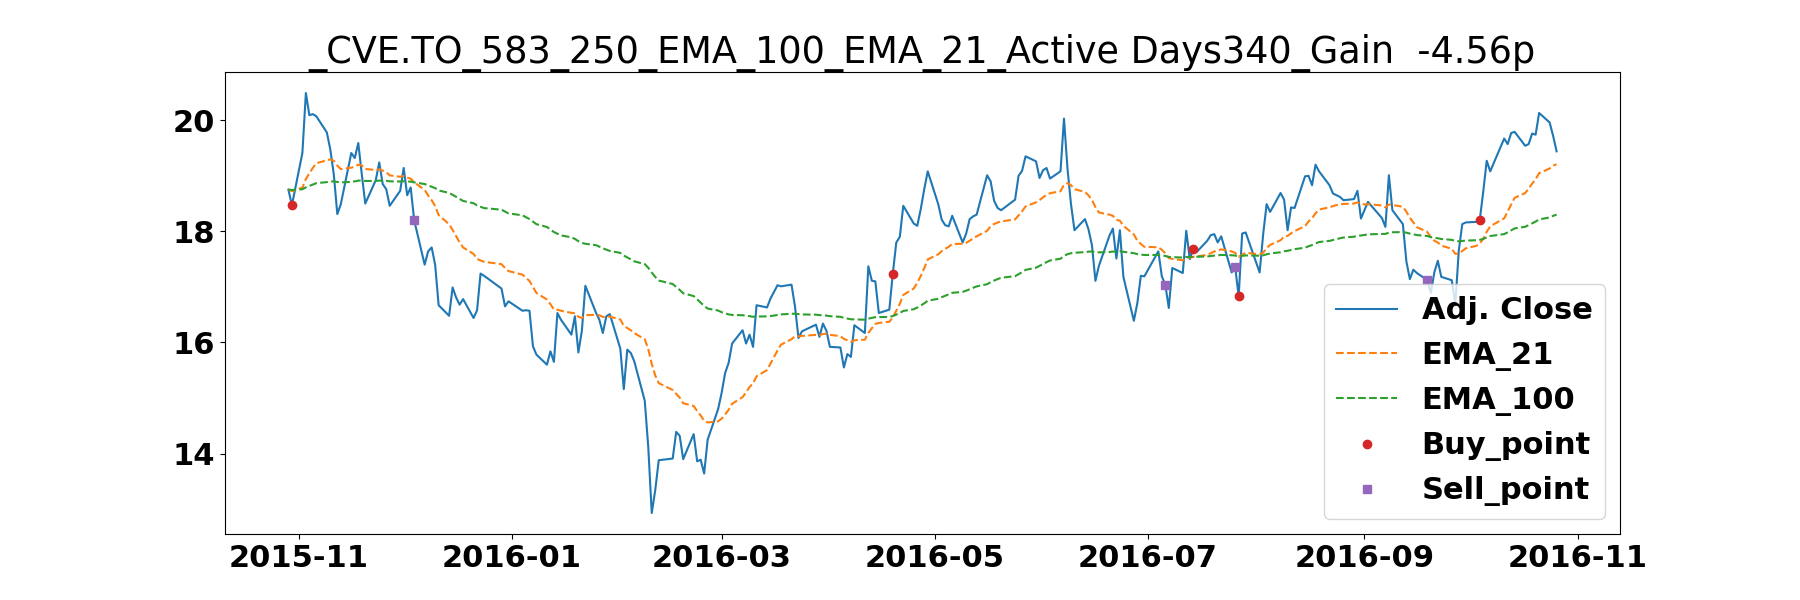 _CVE.TO_583_250_EMA_100_EMA_21_Active Days340_Gain  -4.56p
20
18
16
14
Adj. Close
EMA_21
EMA_100
Buy_point
Sell_point
2015-11 2016-01 2016-03 2016-05 2016-07 2016-09 2016-11